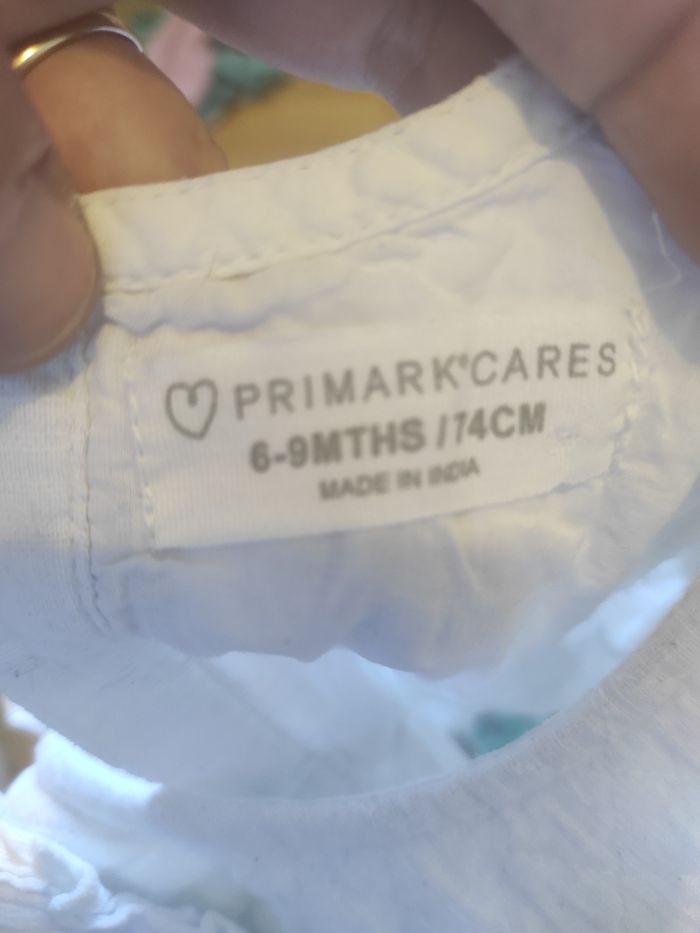 PRIMARK®CARES
6-9MTHS /74CM
MADE IN INDIA